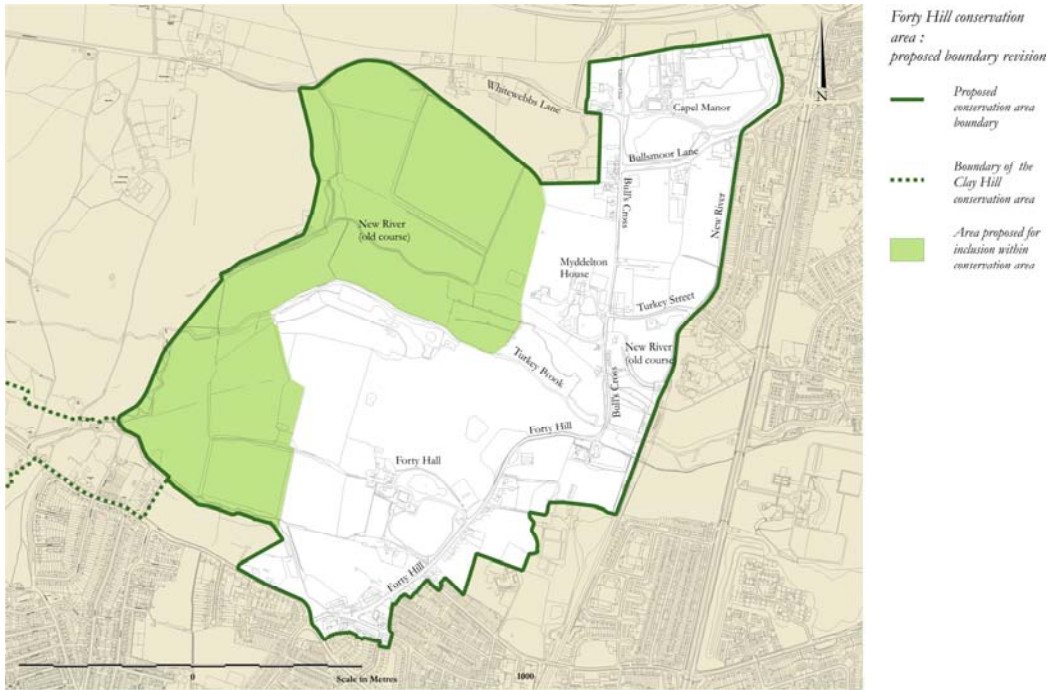 Forty Hill conservation
area :
proposed boundary revision
Proposed
conservation area
boundary
Boundary of the
Clay Hill
conservation area
Area proposed for
inclusion within
conservation area
N
Whitewebbs Lane
Capel Manor
Bullsmoor Lane
Bull's Cross
New River
New River
(old course)
Myddelton
House
Turkey Street
New River
(old course)
Turkey Brook
Bull's Cross
Forty Hill
Forty Hall
Forty Hill
0
Scale in Metres
1000